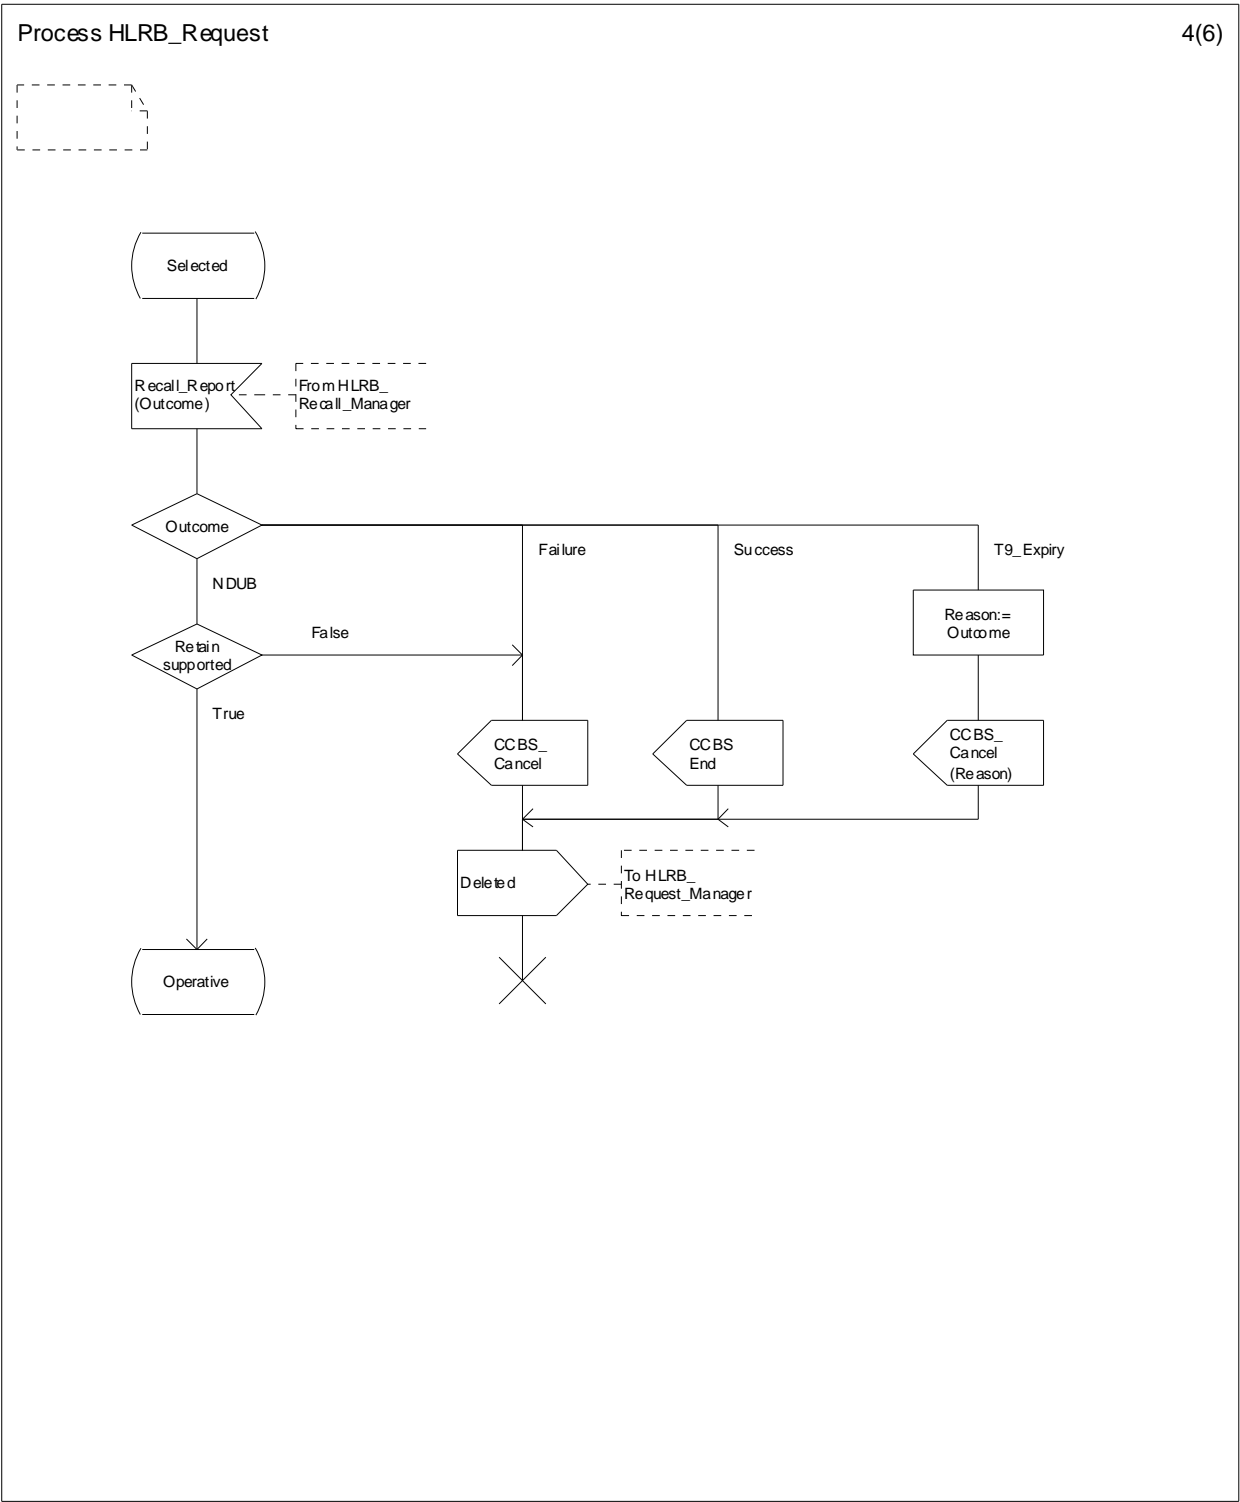 Process HLRB_Request
4(6)
Selected
Recall_Report
(Outcome)
From HLRB_
Recall_Manager
Outcome
Failure
Success
T9_Expiry
NDUB
Reason:=
Outcome
False
Retain
supported
True
CCBS_
Cancel
CCBS
End
CCBS_
Cancel
(Reason)
Deleted
To HLRB_
Request_Manager
Operative